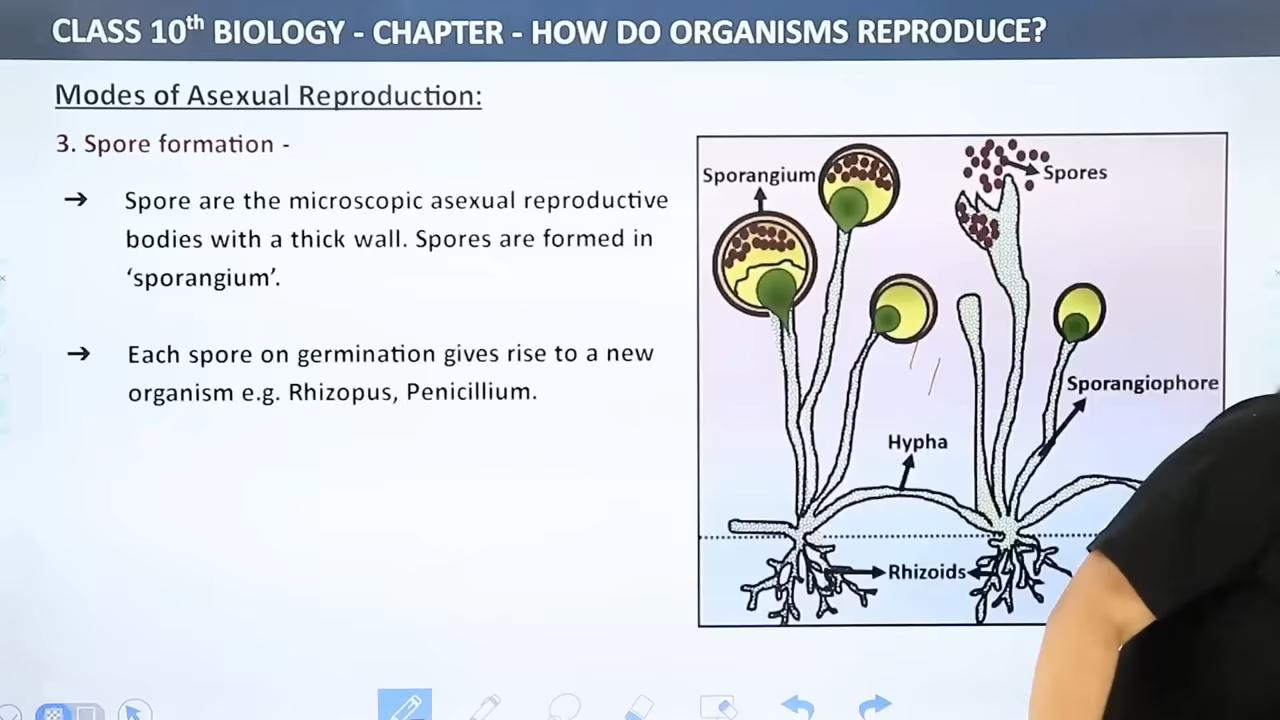 CLASS 10th BIOLOGY - CHAPTER - HOW DO ORGANISMS REPRODUCE?
Modes of Asexual Reproduction:
3. Spore formation -
→ Spore are the microscopic asexual reproductive
bodies with a thick wall. Spores are formed in
‘sporangium’.
→ Each spore on germination gives rise to a new
organism e.g. Rhizopus, Penicillium.
Sporangium
Spores
Sporangiophore
Hypha
Rhizoids